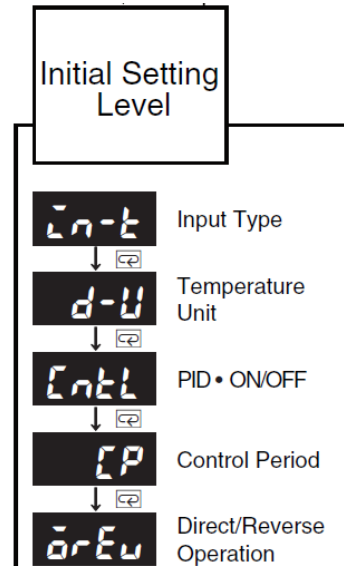 Initial Setting
Level
in-t Input Type
d-U Temperature
Unit
CntL PID • ON/OFF
CP Control Period
orEv Direct/Reverse
Operation